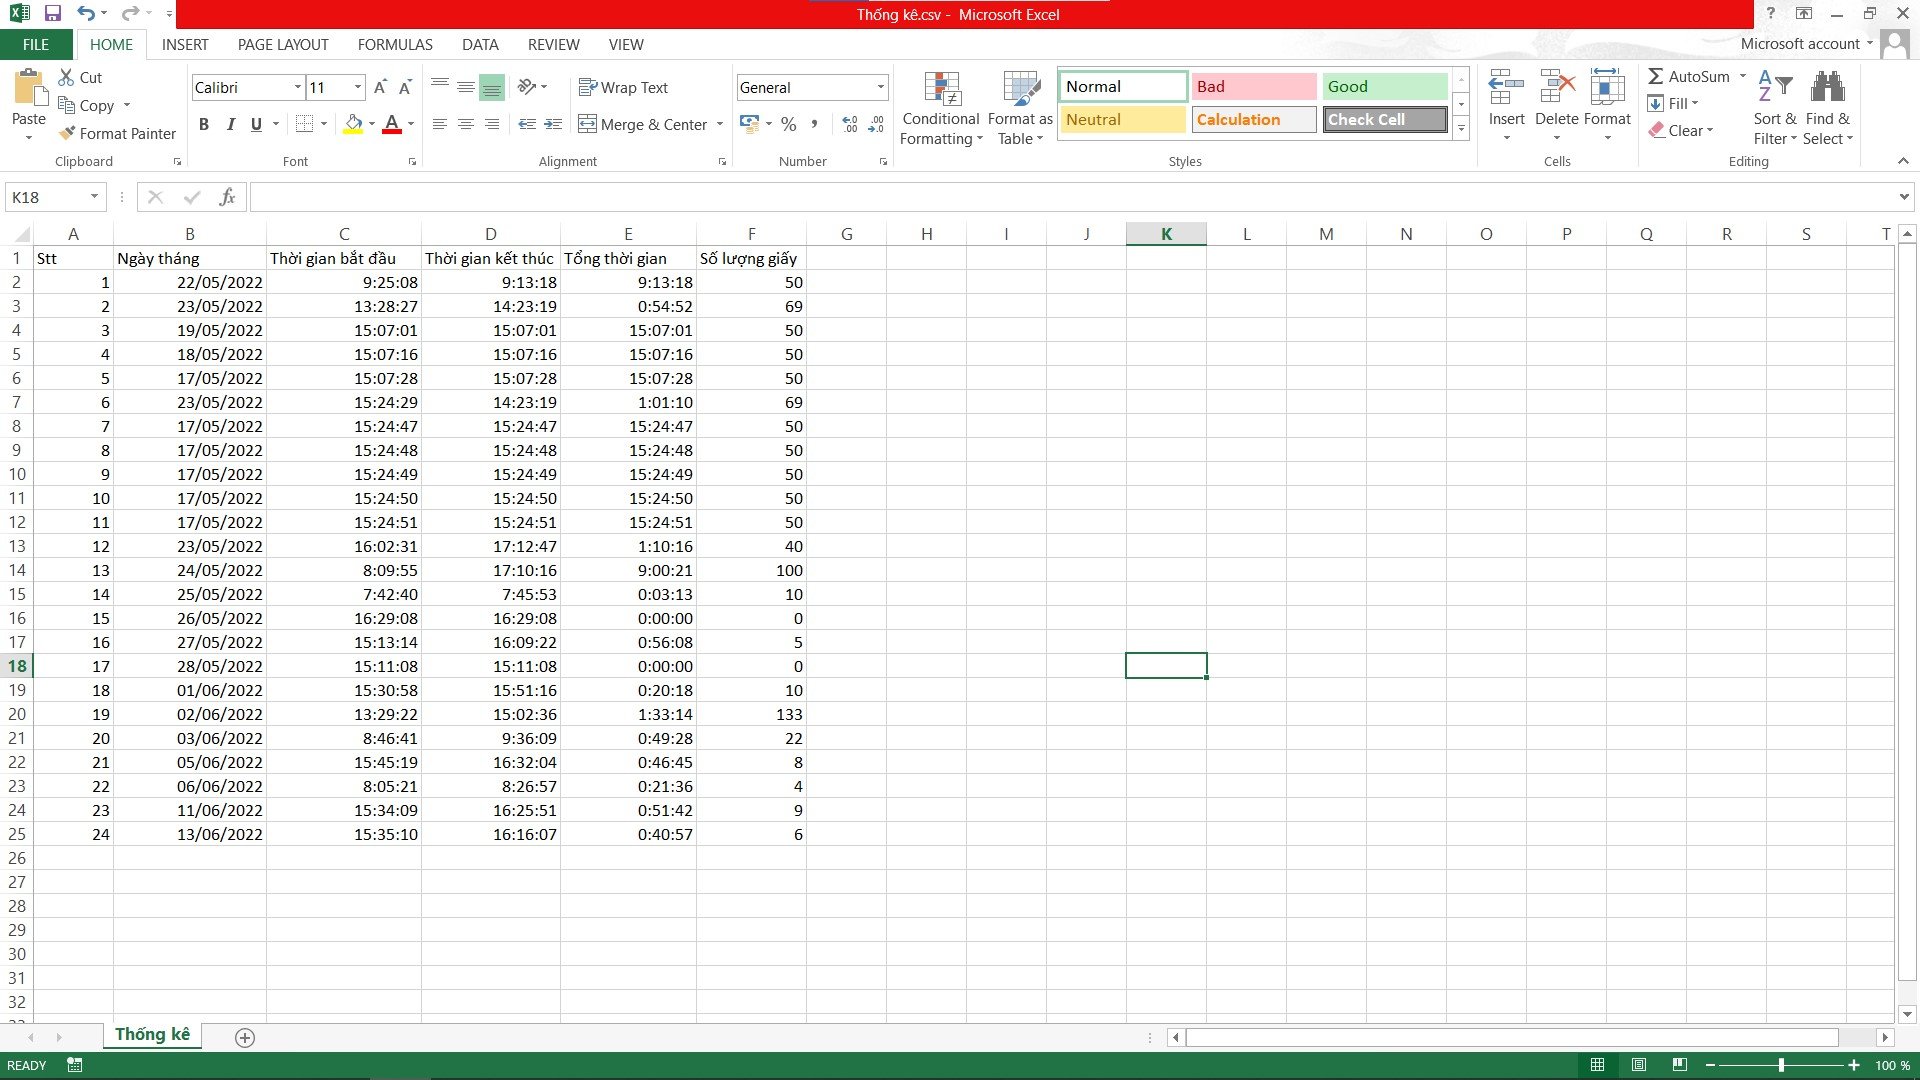 Thống kê.csv - Microsoft Excel
?
FILE HOME INSERT PAGE LAYOUT FORMULAS DATA REVIEW VIEW Microsoft account
Paste
Cut
Copy
Format Painter
Clipboard
Calibri 11
B I U
Font
Wrap Text
Merge & Center
Alignment
General
%
Number
Conditional Formatting
Format as Table
Normal Bad Good
Neutral Calculation Check Cell
Styles
Insert Delete Format
Cells
AutoSum
Fill
Clear
Sort & Filter
Find & Select
Editing
K18 fx
A B C D E F G H I J K L M N O P Q R S T
1 Stt Ngày tháng Thời gian bắt đầu Thời gian kết thúc Tổng thời gian Số lượng giấy
2 1 22/05/2022 9:25:08 9:13:18 9:13:18 50
3 2 23/05/2022 13:28:27 14:23:19 0:54:52 69
4 3 19/05/2022 15:07:01 15:07:01 15:07:01 50
5 4 18/05/2022 15:07:16 15:07:16 15:07:16 50
6 5 17/05/2022 15:07:28 15:07:28 15:07:28 50
7 6 23/05/2022 15:24:29 14:23:19 1:01:10 69
8 7 17/05/2022 15:24:47 15:24:47 15:24:47 50
9 8 17/05/2022 15:24:48 15:24:48 15:24:48 50
10 9 17/05/2022 15:24:49 15:24:49 15:24:49 50
11 10 17/05/2022 15:24:50 15:24:50 15:24:50 50
12 11 17/05/2022 15:24:51 15:24:51 15:24:51 50
13 12 23/05/2022 16:02:31 17:12:47 1:10:16 40
14 13 24/05/2022 8:09:55 17:10:16 9:00:21 100
15 14 25/05/2022 7:42:40 7:45:53 0:03:13 10
16 15 26/05/2022 16:29:08 16:29:08 0:00:00 0
17 16 27/05/2022 15:13:14 16:09:22 0:56:08 5
18 17 28/05/2022 15:11:08 15:11:08 0:00:00 0
19 18 01/06/2022 15:30:58 15:51:16 0:20:18 10
20 19 02/06/2022 13:29:22 15:02:36 1:33:14 133
21 20 03/06/2022 8:46:41 9:36:09 0:49:28 22
22 21 05/06/2022 15:45:19 16:32:04 0:46:45 8
23 22 06/06/2022 8:05:21 8:26:57 0:21:36 4
24 23 11/06/2022 15:34:09 16:25:51 0:51:42 9
25 24 13/06/2022 15:35:10 16:16:07 0:40:57 6
26
27
28
29
30
31
32
Thống kê
READY 100 %